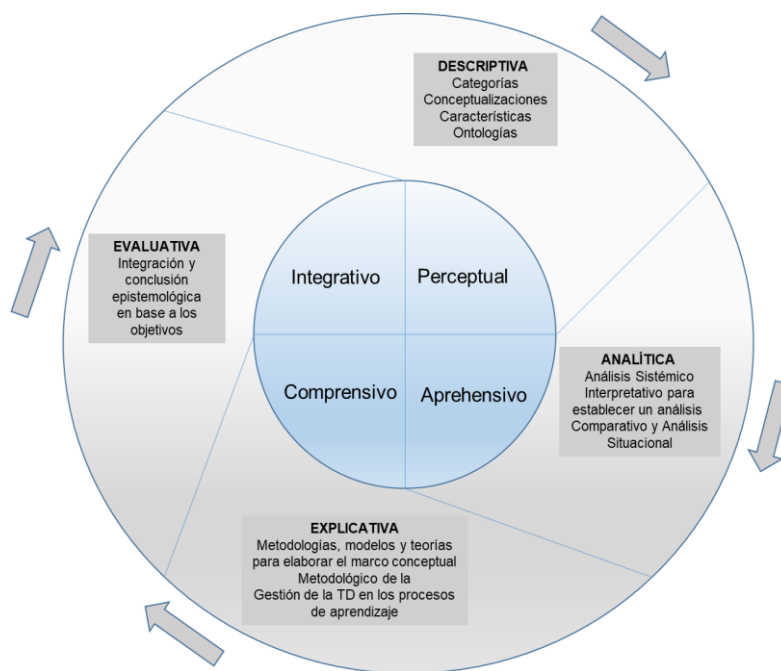 DESCRIPTIVA
Categorías
Conceptualizaciones
Características
Ontologías
EVALUATIVA
Integración y
conclusión
epistemológica
en base a los
objetivos
Integrativo
Perceptual
Comprensivo
Aprehensivo
ANALÍTICA
Análisis Sistémico
Interpretativo para
establecer un análisis
Comparativo y Análisis
Situacional
EXPLICATIVA
Metodologías, modelos y teorías
para elaborar el marco conceptual
Metodológico de la
Gestión de la TD en los procesos
de aprendizaje